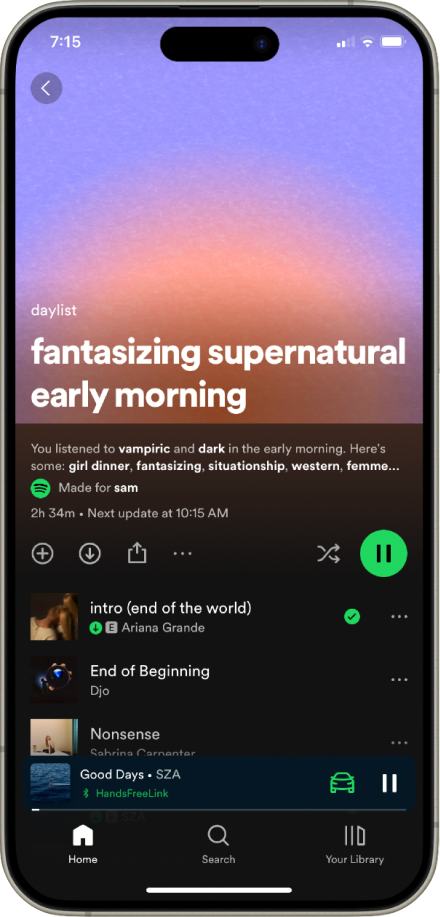 7:15
daylist
fantasizing supernatural
early morning
You listened to vampiric and dark in the early morning. Here's
some: girl dinner, fantasizing, situationship, western, femme...
Made for sam
2h 34m • Next update at 10:15 AM
intro (end of the world)
E Ariana Grande
End of Beginning
Djo
Nonsense
Sabrina Carpenter
Good Days • SZA
HandsFreeLink
E SZA
Home
Search
Your Library